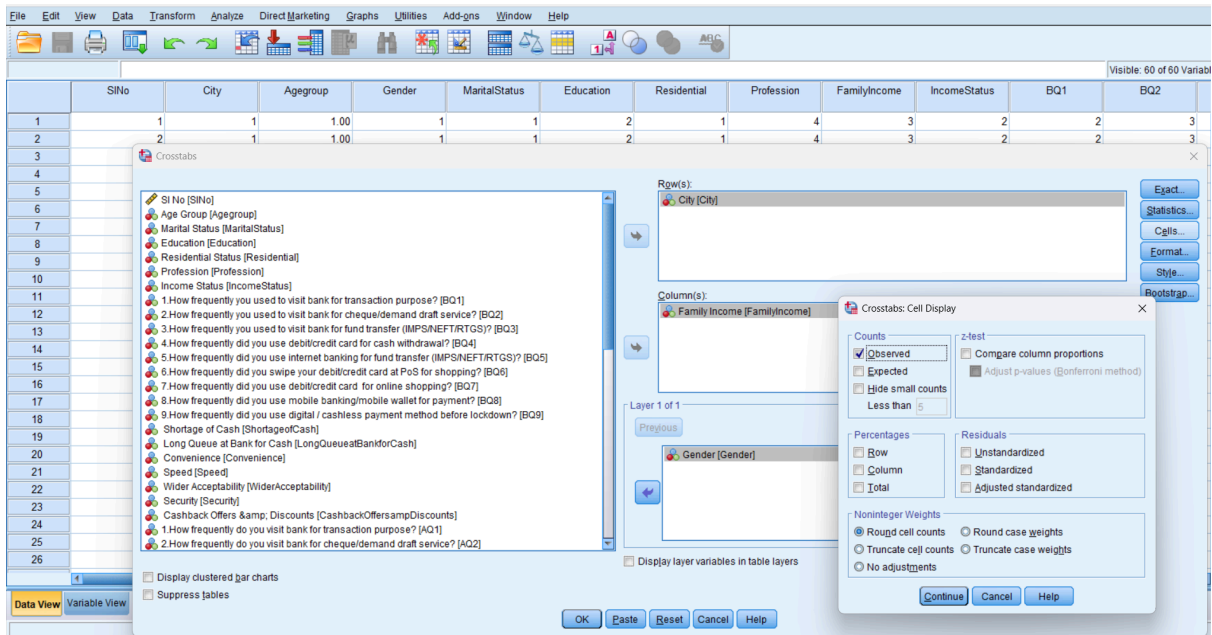 File Edit View Data Transform Analyze Direct Marketing Graphs Utilities Add-ons Window Help
Visible: 60 of 60 Variabl
SlNo City Agegroup Gender MaritalStatus Education Residential Profession FamilyIncome IncomeStatus BQ1 BQ2
1 1 1 1.00 1 1 2 1 4 3 2 2 3
2 2 1 1.00 1 1 2 1 4 3 2 2 3
3
4
5
6
7
8
9
10
11
12
13
14
15
16
17
18
19
20
21
22
23
24
25
26
Crosstabs
Sl No [SlNo]
Age Group [Agegroup]
Marital Status [MaritalStatus]
Education [Education]
Residential Status [Residential]
Profession [Profession]
Income Status [IncomeStatus]
1.How frequently you used to visit bank for transaction purpose? [BQ1]
2.How frequently you used to visit bank for cheque/demand draft service? [BQ2]
3.How frequently you used to visit bank for fund transfer (IMPS/NEFT/RTGS)? [BQ3]
4.How frequently did you use debit/credit card for cash withdrawal? [BQ4]
5.How frequently did you use internet banking for fund transfer (IMPS/NEFT/RTGS)? [BQ5]
6.How frequently did you swipe your debit/credit card at PoS for shopping? [BQ6]
7.How frequently did you use debit/credit card for online shopping? [BQ7]
8.How frequently did you use mobile banking/mobile wallet for payment? [BQ8]
9.How frequently did you use digital / cashless payment method before lockdown? [BQ9]
Shortage of Cash [ShortageofCash]
Long Queue at Bank for Cash [LongQueueatBankforCash]
Convenience [Convenience]
Speed [Speed]
Wider Acceptability [WiderAcceptability]
Security [Security]
Cashback Offers &amp; Discounts [CashbackOffersampDiscounts]
1.How frequently do you visit bank for transaction purpose? [AQ1]
2.How frequently do you visit bank for cheque/demand draft service? [AQ2]
Display clustered bar charts
Suppress tables
Row(s):
City [City]
Column(s):
Family Income [FamilyIncome]
Layer 1 of 1
Previous
Gender [Gender]
Display layer variables in table layers
Exact...
Statistics...
Cells...
Format...
Style...
Bootstrap...
OK Paste Reset Cancel Help
Crosstabs: Cell Display
Counts
Observed
Expected
Hide small counts
Less than 5
z-test
Compare column proportions
Adjust p-values (Bonferroni method)
Percentages
Row
Column
Total
Residuals
Unstandardized
Standardized
Adjusted standardized
Noninteger Weights
Round cell counts Round case weights
Truncate cell counts Truncate case weights
No adjustments
Continue Cancel Help
Data View Variable View